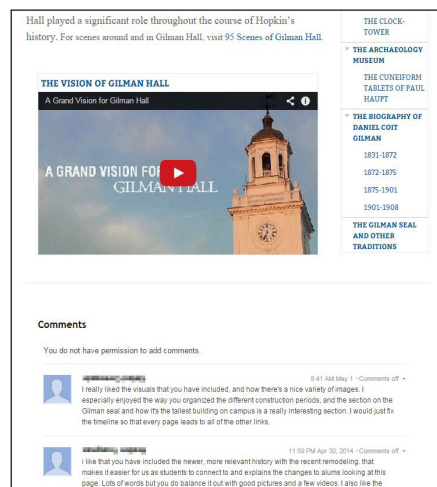 Hall played a significant role throughout the course of Hopkin's
history. For scenes around and in Gilman Hall, visit 95 Scenes of Gilman Hall.
THE VISION OF GILMAN HALL
A Grand Vision for Gilman Hall
A GRAND VISION FOR
GILMAN HALL
THE CLOCK-
TOWER
THE ARCHAEOLOGY
MUSEUM
THE CUNEIFORM
TABLETS OF PAUL
HAUPT
THE BIOGRAPHY OF
DANIEL COIT
GILMAN
1831-1872
1872-1875
1875-1901
1901-1908
THE GILMAN SEAL
AND OTHER
TRADITIONS
Comments
You do not have permission to add comments.
8:41 AM May 1 - Comments off
I really liked the visuals that you have included, and how there's a nice variety of images. I
especially enjoyed the way you organized the different construction periods, and the section on the
Gilman seal and how it's the tallest building on campus is a really interesting section. I would just fix
the timeline so that every page leads to all of the other links.
11:59 PM Apr 30, 2014 - Comments off
I like that you have included the newer, more relevant history with the recent remodeling. that
makes it easier for us as students to connect to and explains the changes to alums looking at this
page. Lots of words but you do balance it out with good pictures and a few videos. I also like the